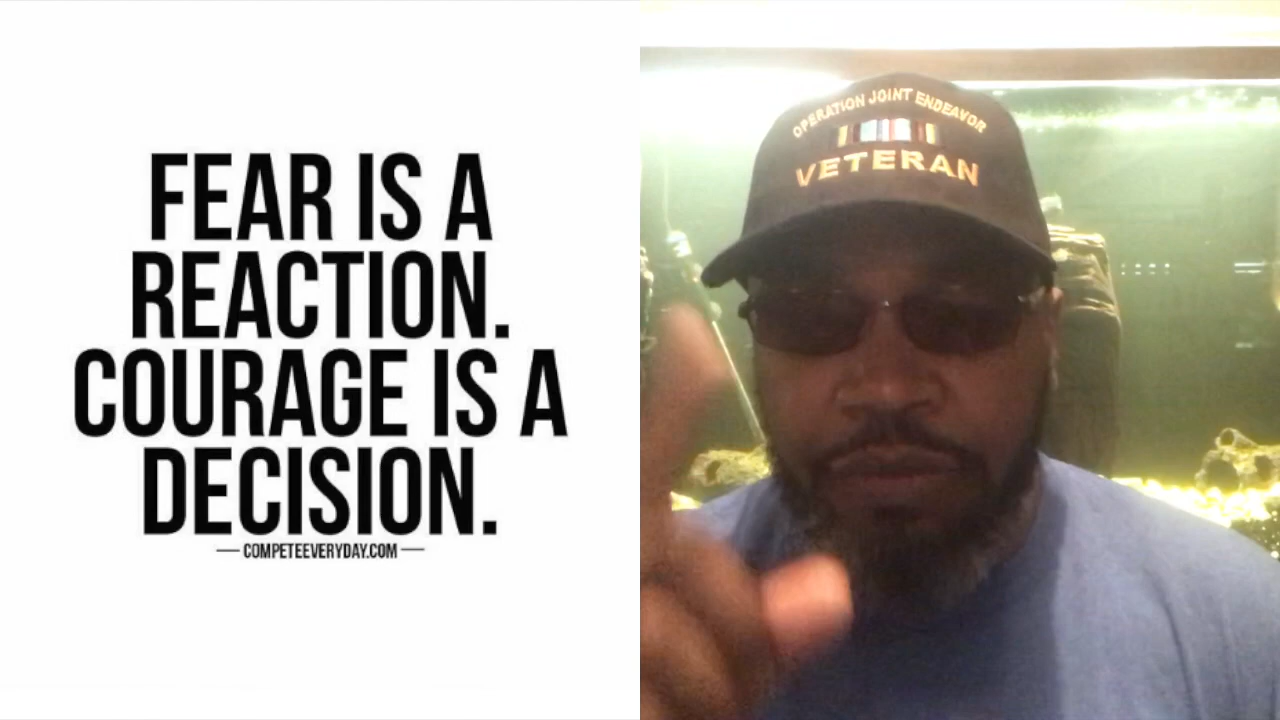 FEAR IS A
REACTION.
COURAGE IS A
DECISION.
COMPETEEVERYDAY.COM
OPERATION JOINT ENDEAVOR
VETERAN